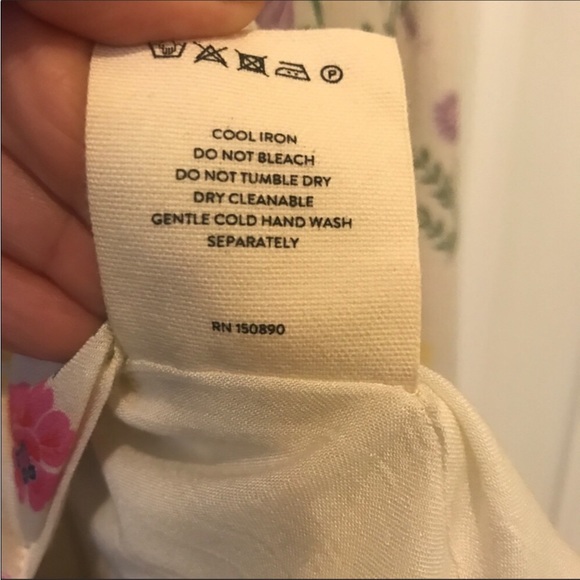 P
COOL IRON
DO NOT BLEACH
DO NOT TUMBLE DRY
DRY CLEANABLE
GENTLE COLD HAND WASH
SEPARATELY
RN 150890